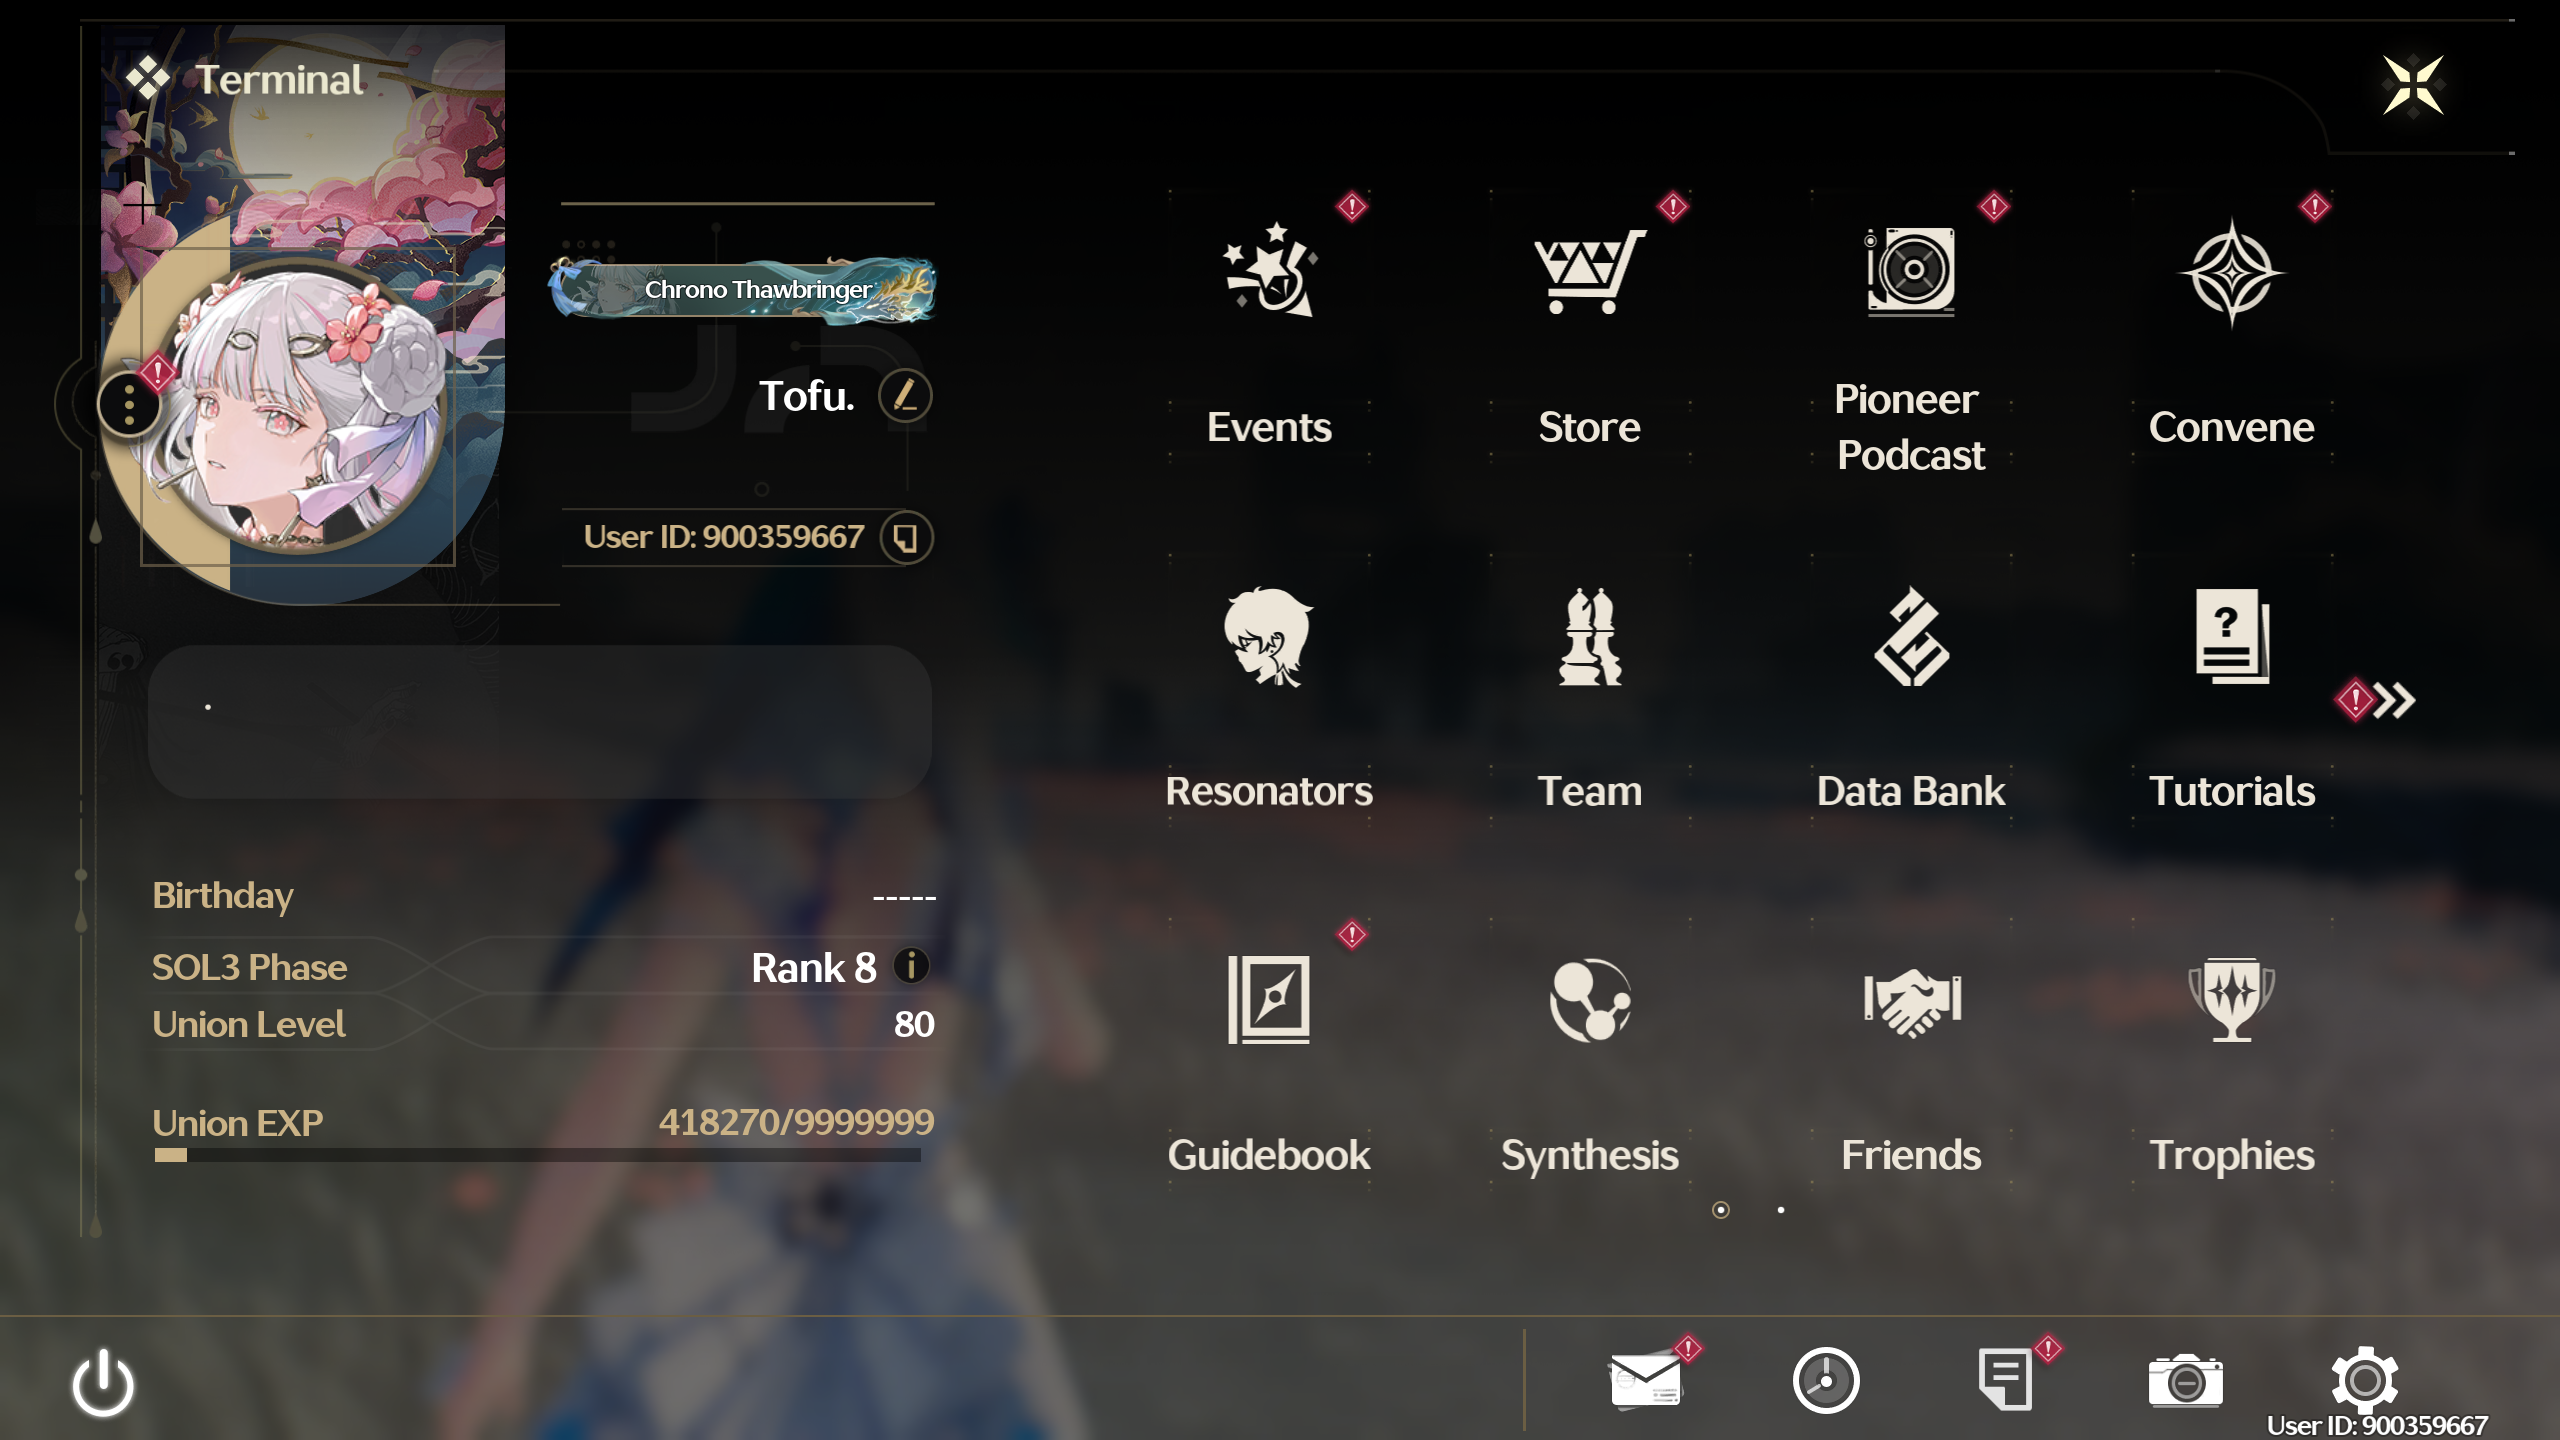 Terminal
Chrono Thawbringer
Tofu.
User ID: 900359667
.
Birthday
-----
SOL3 Phase
Rank 8
Union Level
80
Union EXP
418270/9999999
Events
Store
Pioneer
Podcast
Convene
Resonators
Team
Data Bank
Tutorials
Guidebook
Synthesis
Friends
Trophies
User ID: 900359667